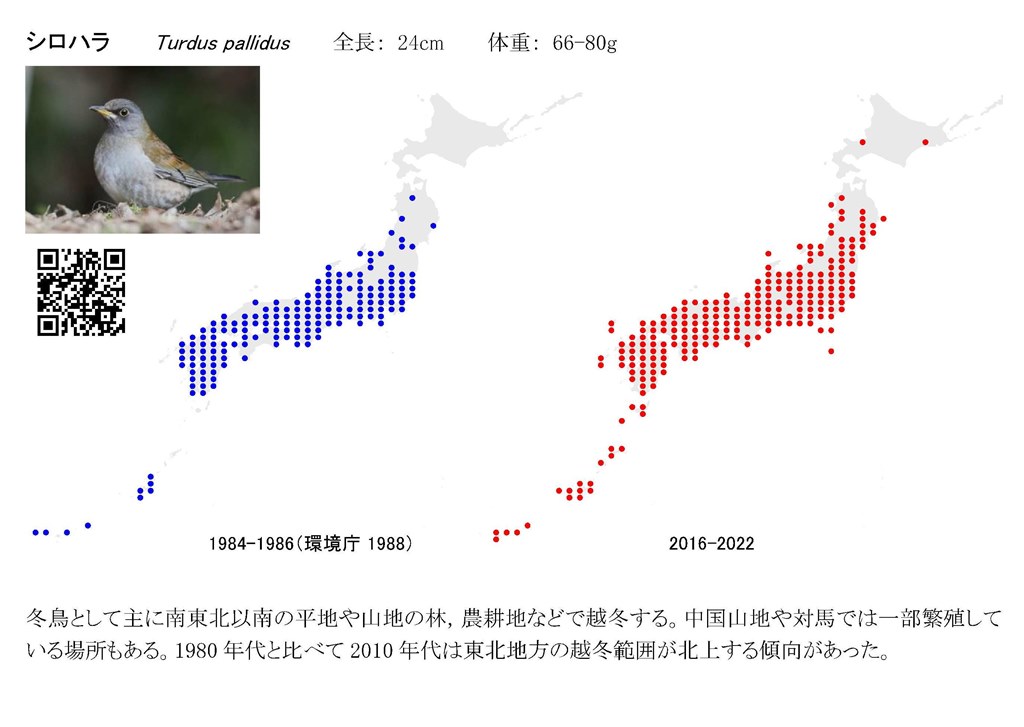 シロハラ Turdus pallidus 全長： 24cm 体重： 66-80g
1984-1986（環境庁 1988）
2016-2022
冬鳥として主に南東北以南の平地や山地の林，農耕地などで越冬する。中国山地や対馬では一部繁殖して
いる場所もある。1980 年代と比べて 2010 年代は東北地方の越冬範囲が北上する傾向があった。